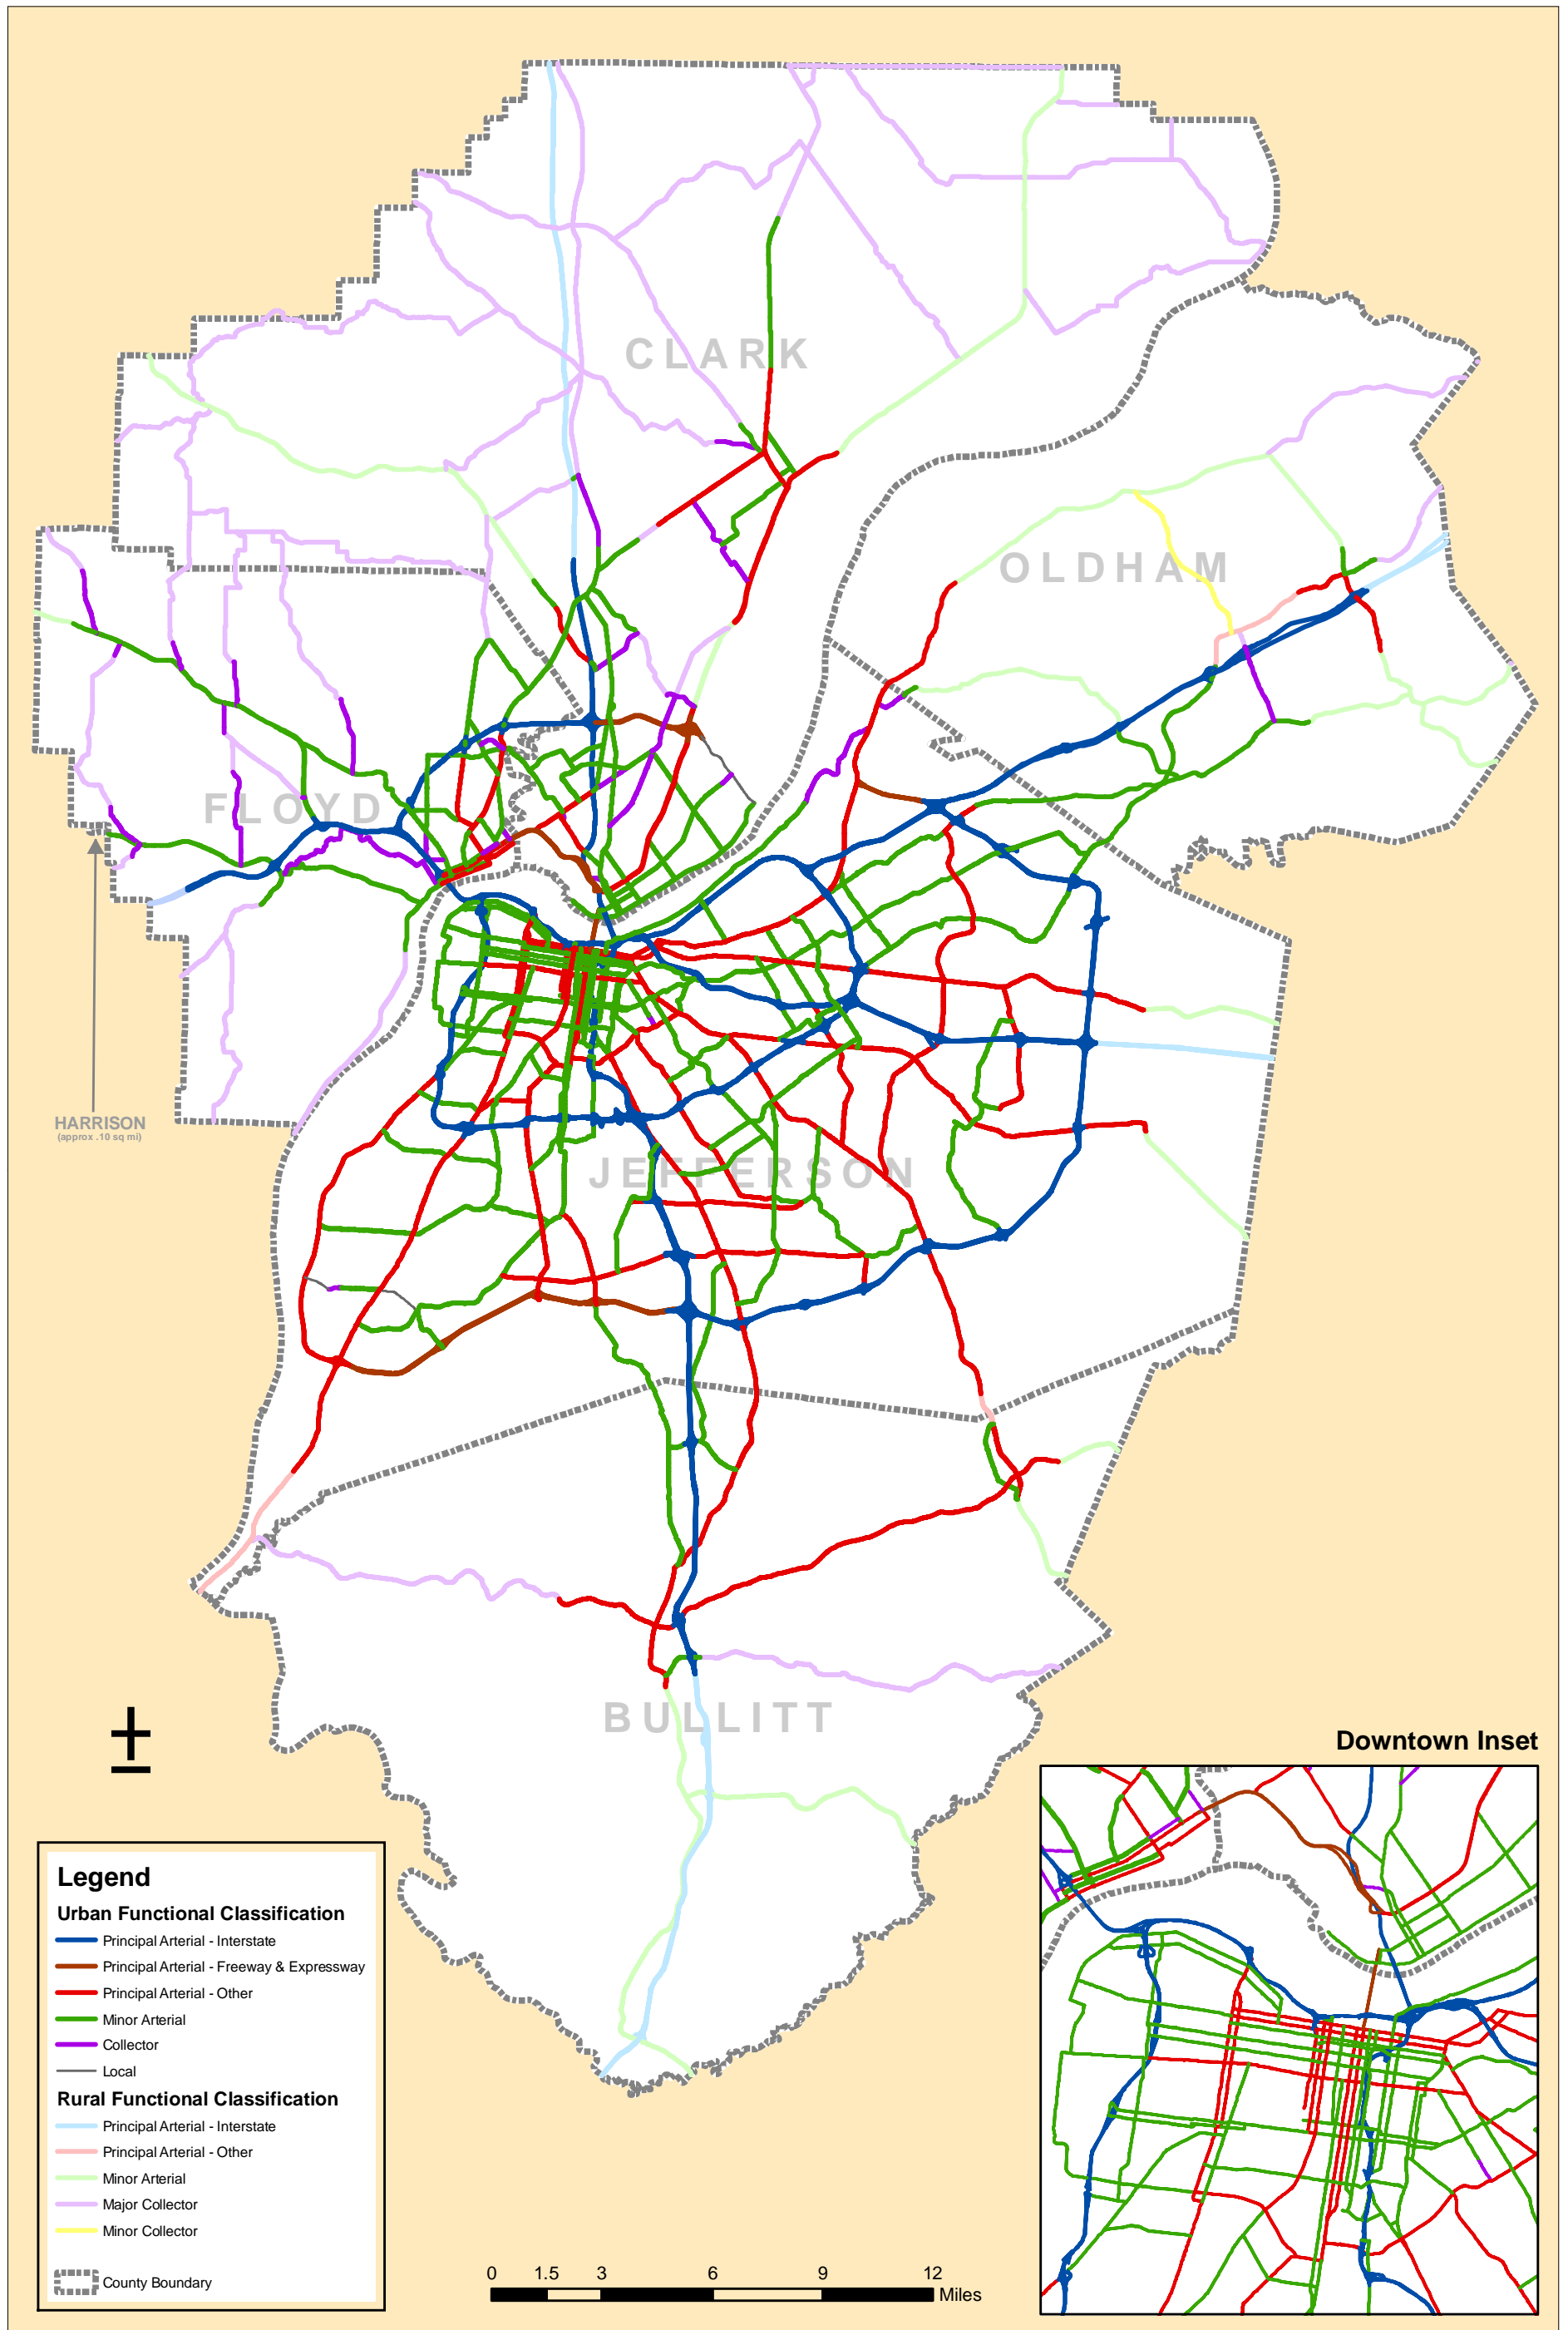 CLARK
OLDHAM
FLOYD
HARRISON
(approx .10 sq mi)
JEFFERSON
BULLITT
Downtown Inset
Legend
Urban Functional Classification
Principal Arterial - Interstate
Principal Arterial - Freeway & Expressway
Principal Arterial - Other
Minor Arterial
Collector
Local
Rural Functional Classification
Principal Arterial - Interstate
Principal Arterial - Other
Minor Arterial
Major Collector
Minor Collector
County Boundary
0 1.5 3 6 9 12
Miles